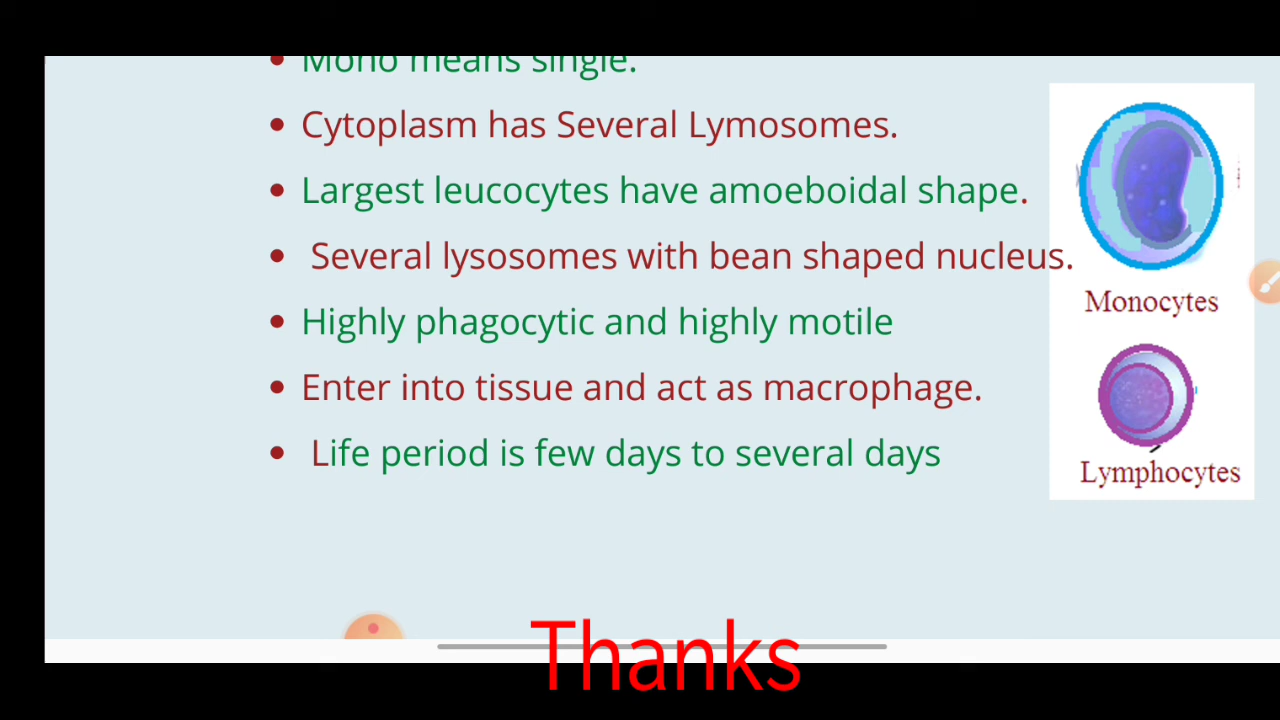 Mono means single.
Cytoplasm has Several Lymosomes.
Largest leucocytes have amoeboidal shape.
Several lysosomes with bean shaped nucleus.
Highly phagocytic and highly motile
Enter into tissue and act as macrophage.
Life period is few days to several days
Monocytes
Lymphocytes
Thanks